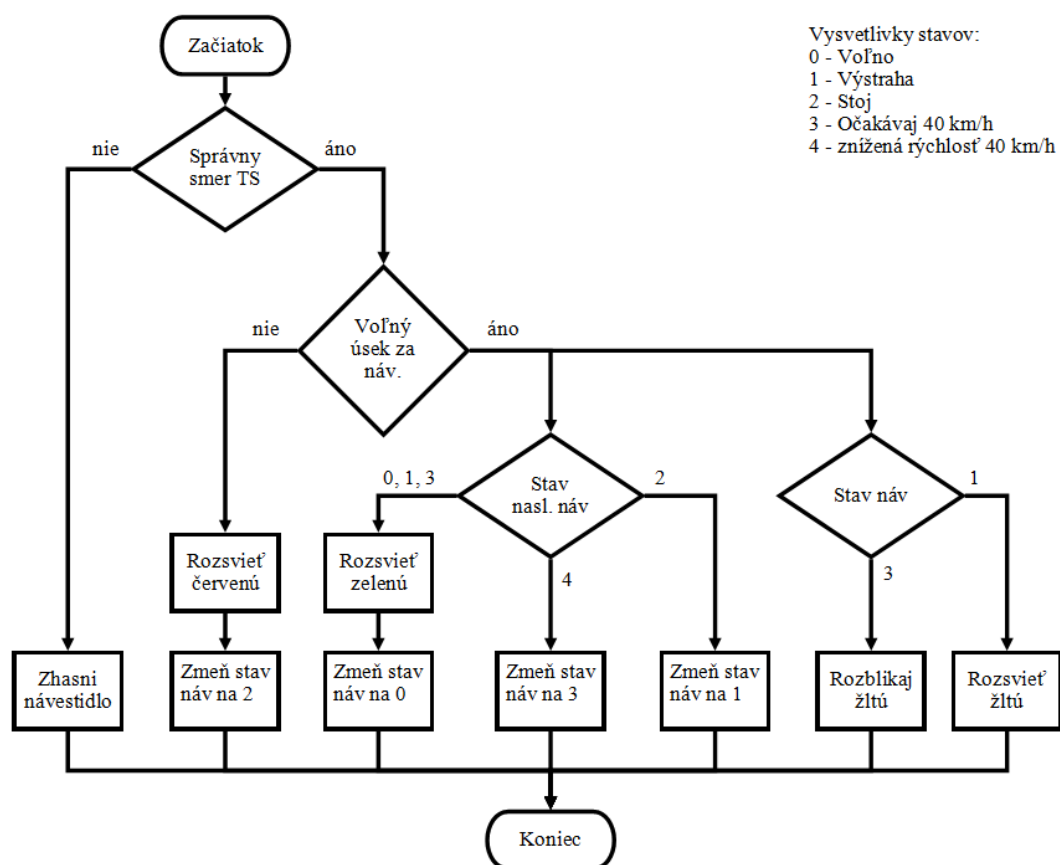 Začiatok
Vysvetlivky stavov:
0 - Voľno
1 - Výstraha
2 - Stoj
3 - Očakávaj 40 km/h
4 - znížená rýchlosť 40 km/h
nie
áno
Správny
smer TS
nie
áno
Voľný
úsek za
náv.
0, 1, 3
2
Stav
nasl. náv
4
1
Stav náv
3
Rozsvieť
červenú
Rozsvieť
zelenú
Zhasni
návestidlo
Zmeň stav
náv na 2
Zmeň stav
náv na 0
Zmeň stav
náv na 3
Zmeň stav
náv na 1
Rozblikaj
žltú
Rozsvieť
žltú
Koniec